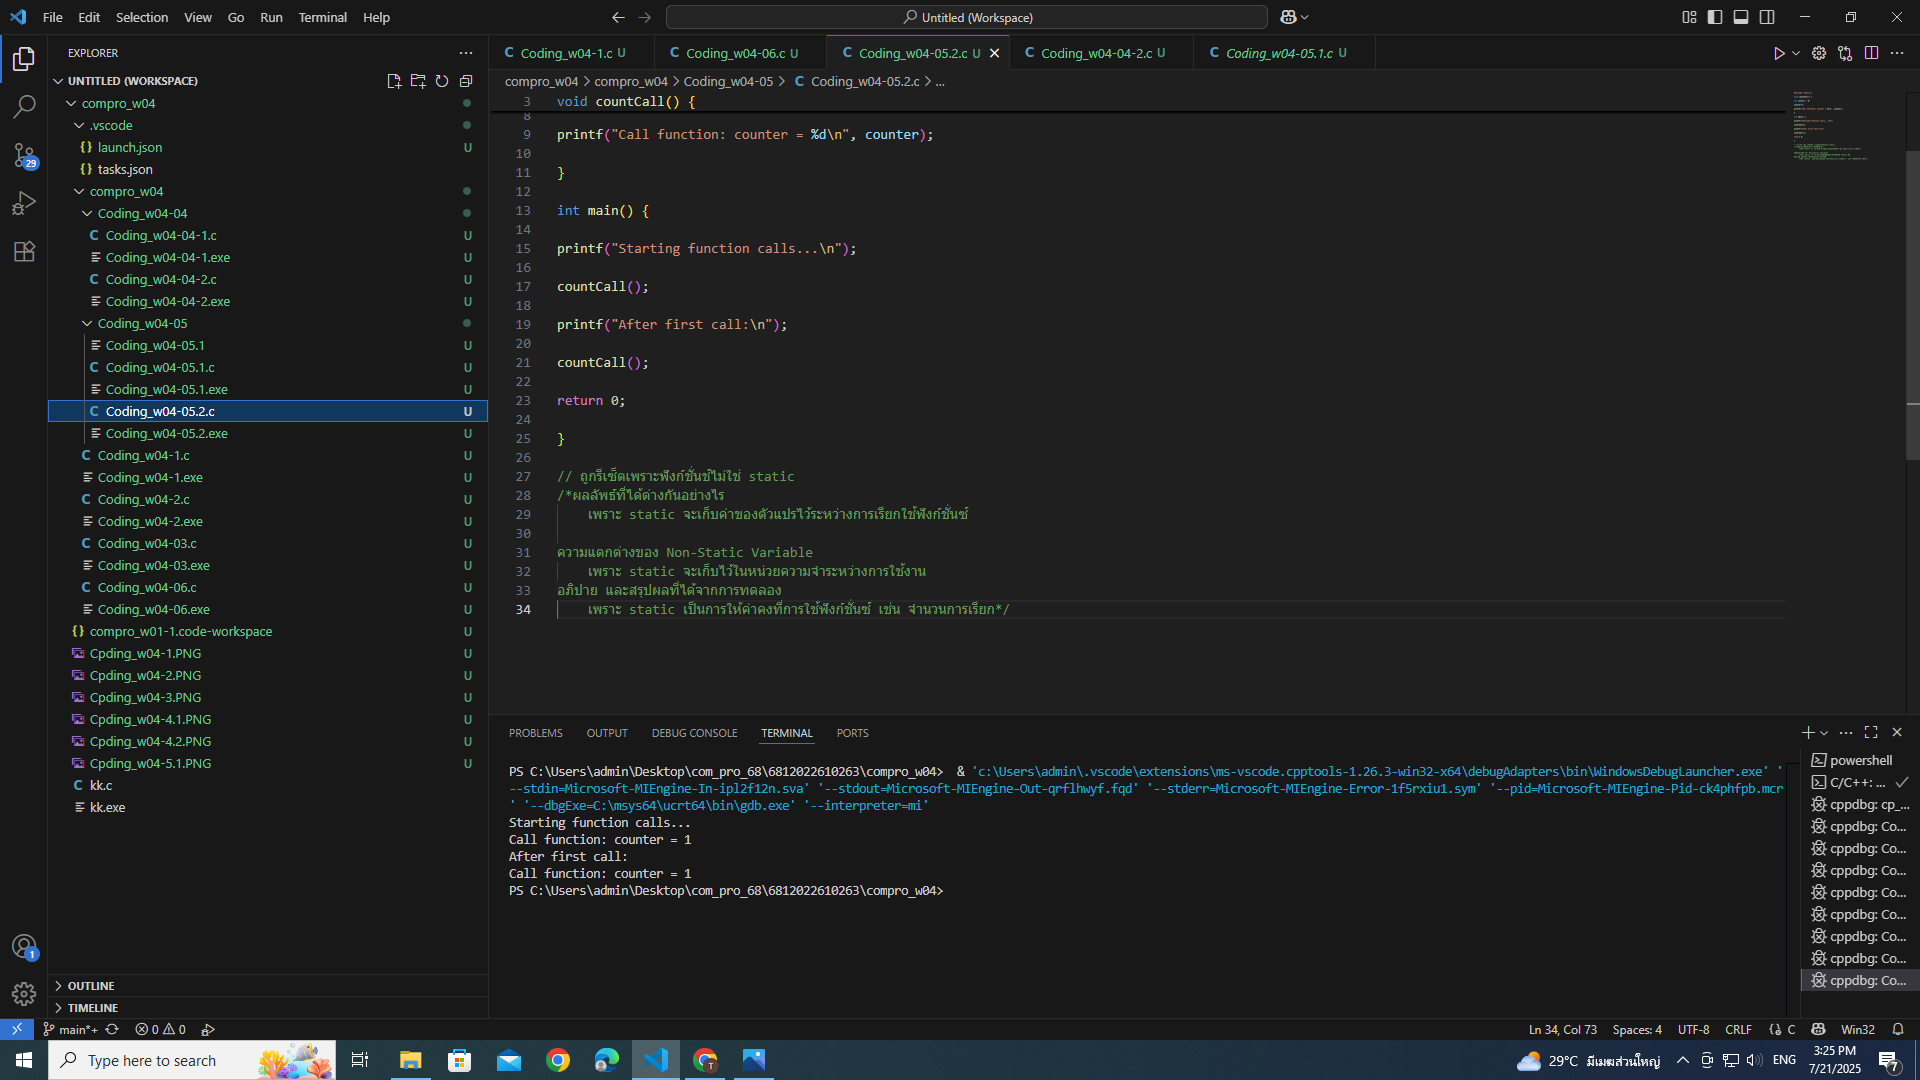 File Edit Selection View Go Run Terminal Help
Untitled (Workspace)
EXPLORER
UNTITLED (WORKSPACE)
compro_w04
.vscode
launch.json U
tasks.json
compro_w04
Coding_w04-04
Coding_w04-04-1.c U
Coding_w04-04-1.exe U
Coding_w04-04-2.c U
Coding_w04-04-2.exe U
Coding_w04-05
Coding_w04-05.1 U
Coding_w04-05.1.c U
Coding_w04-05.1.exe U
Coding_w04-05.2.c U
Coding_w04-05.2.exe U
Coding_w04-1.c U
Coding_w04-1.exe U
Coding_w04-2.c U
Coding_w04-2.exe U
Coding_w04-03.c U
Coding_w04-03.exe U
Coding_w04-06.c U
Coding_w04-06.exe U
compro_w01-1.code-workspace U
Cpding_w04-1.PNG U
Cpding_w04-2.PNG U
Cpding_w04-3.PNG U
Cpding_w04-4.1.PNG U
Cpding_w04-4.2.PNG U
Cpding_w04-5.1.PNG U
kk.c
kk.exe
OUTLINE
TIMELINE
29
1
Coding_w04-1.c U Coding_w04-06.c U Coding_w04-05.2.c U Coding_w04-04-2.c U Coding_w04-05.1.c U
compro_w04 > compro_w04 > Coding_w04-05 > C Coding_w04-05.2.c > ...
3 void countCall() {
8
9 printf("Call function: counter = %d\n", counter);
10
11 }
12
13 int main() {
14
15 printf("Starting function calls...\n");
16
17 countCall();
18
19 printf("After first call:\n");
20
21 countCall();
22
23 return 0;
24
25 }
26
27 // ถูกรีเซ็ตเพราะฟังก์ชั่นช์ไม่ใช่ static
28 /*ผลลัพธ์ที่ได้ต่างกันอย่างไร
29 เพราะ static จะเก็บค่าของตัวแปรไว้ระหว่างการเรียกใช้ฟังก์ชั่นซ์
30
31 ความแตกต่างของ Non-Static Variable
32 เพราะ static จะเก็บไว้ในหน่วยความจำระหว่างการใช้งาน
33 อภิปาย และสรุปผลที่ได้จากการทดลอง
34 เพราะ static เป็นการให้ค่าคงที่การใช้ฟังก์ชั่นซ์ เช่น จำนวนการเรียก*/
PROBLEMS OUTPUT DEBUG CONSOLE TERMINAL PORTS
PS C:\Users\admin\Desktop\com_pro_68\6812022610263\compro_w04> & 'c:\Users\admin\.vscode\extensions\ms-vscode.cpptools-1.26.3-win32-x64\debugAdapters\bin\WindowsDebugLauncher.exe' '
--stdin=Microsoft-MIEngine-In-ipl2f12n.sva' '--stdout=Microsoft-MIEngine-Out-qrflhwyf.fqd' '--stderr=Microsoft-MIEngine-Error-1f5rxiu1.sym' '--pid=Microsoft-MIEngine-Pid-ck4phfpb.mcr
' '--dbgExe=C:\msys64\ucrt64\bin\gdb.exe' '--interpreter=mi'
Starting function calls...
Call function: counter = 1
After first call:
Call function: counter = 1
PS C:\Users\admin\Desktop\com_pro_68\6812022610263\compro_w04>
powershell
C/C++: ...
cppdbg: cp_...
cppdbg: Co...
cppdbg: Co...
cppdbg: Co...
cppdbg: Co...
cppdbg: Co...
cppdbg: Co...
cppdbg: Co...
cppdbg: Co...
main*+ 0 0 Ln 34, Col 73 Spaces: 4 UTF-8 CRLF C Win32
Type here to search
29°C มีเมฆส่วนใหญ่ ENG
3:25 PM
7/21/2025
7